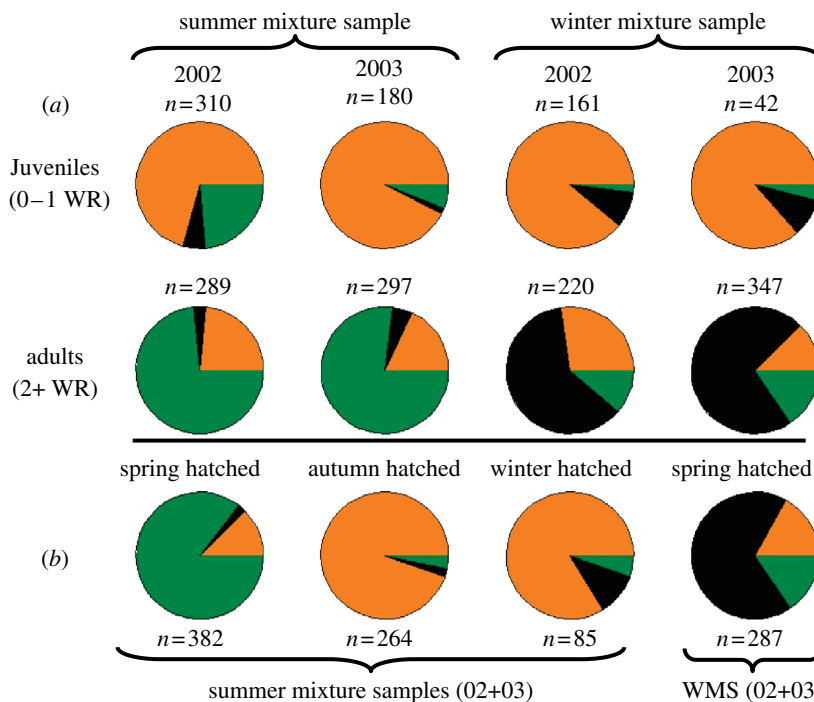 summer mixture sample winter mixture sample
2002 2003 2002 2003
(a) n=310 n=180 n=161 n=42
Juveniles
(0–1 WR)
n=289 n=297 n=220 n=347
adults
(2+ WR)
spring hatched autumn hatched winter hatched spring hatched
(b)
n=382 n=264 n=85 n=287
summer mixture samples (02+03) WMS (02+03